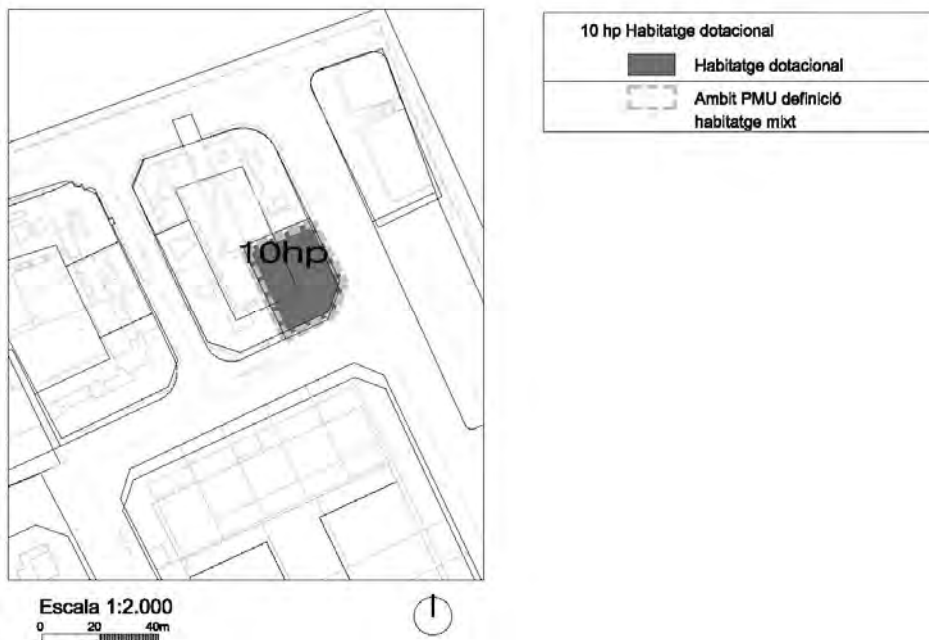 10 hp Habitatge dotacional
Habitatge dotacional
Ambit PMU definició
habitatge mixt
10hp
Escala 1:2.000
0 20 40m